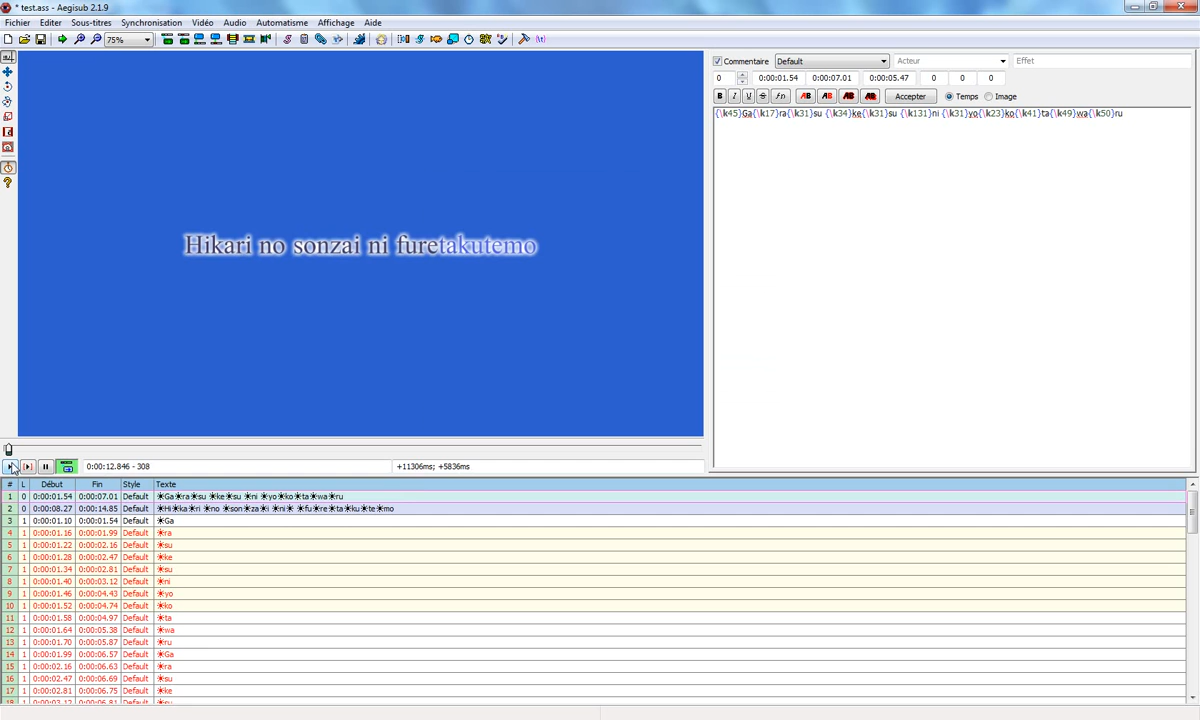 * test.ass - Aegisub 2.1.9
Fichier Editer Sous-titres Synchronisation Vidéo Audio Automatisme Affichage Aide
75%
Commentaire Default Acteur Effet
0 0:00:01.54 0:00:07.01 0:00:05.47 0 0 0
B I U S fn AB AB AB AB Accepter Temps Image
{\k45}Ga{\k17}ra{\k31}su {\k34}ke{\k31}su {\k131}ni {\k31}yo{\k23}ko{\k41}ta{\k49}wa{\k50}ru
Hikari no sonzai ni furetakutemo
0:00:12.846 - 308 +11306ms; +5836ms
# L Début Fin Style Texte
1 0 0:00:01.54 0:00:07.01 Default ☀Ga☀ra☀su ☀ke☀su ☀ni ☀yo☀ko☀ta☀wa☀ru
2 0 0:00:08.27 0:00:14.85 Default ☀Hi☀ka☀ri ☀no ☀son☀za☀i ☀ni☀ ☀fu☀re☀ta☀ku☀te☀mo
3 1 0:00:01.10 0:00:01.54 Default ☀Ga
4 1 0:00:01.16 0:00:01.99 Default ☀ra
5 1 0:00:01.22 0:00:02.16 Default ☀su
6 1 0:00:01.28 0:00:02.47 Default ☀ke
7 1 0:00:01.34 0:00:02.81 Default ☀su
8 1 0:00:01.40 0:00:03.12 Default ☀ni
9 1 0:00:01.46 0:00:04.43 Default ☀yo
10 1 0:00:01.52 0:00:04.74 Default ☀ko
11 1 0:00:01.58 0:00:04.97 Default ☀ta
12 1 0:00:01.64 0:00:05.38 Default ☀wa
13 1 0:00:01.70 0:00:05.87 Default ☀ru
14 1 0:00:01.99 0:00:06.57 Default ☀Ga
15 1 0:00:02.16 0:00:06.63 Default ☀ra
16 1 0:00:02.47 0:00:06.69 Default ☀su
17 1 0:00:02.81 0:00:06.75 Default ☀ke
18 1 0:00:03.12 0:00:06.81 Default ☀su